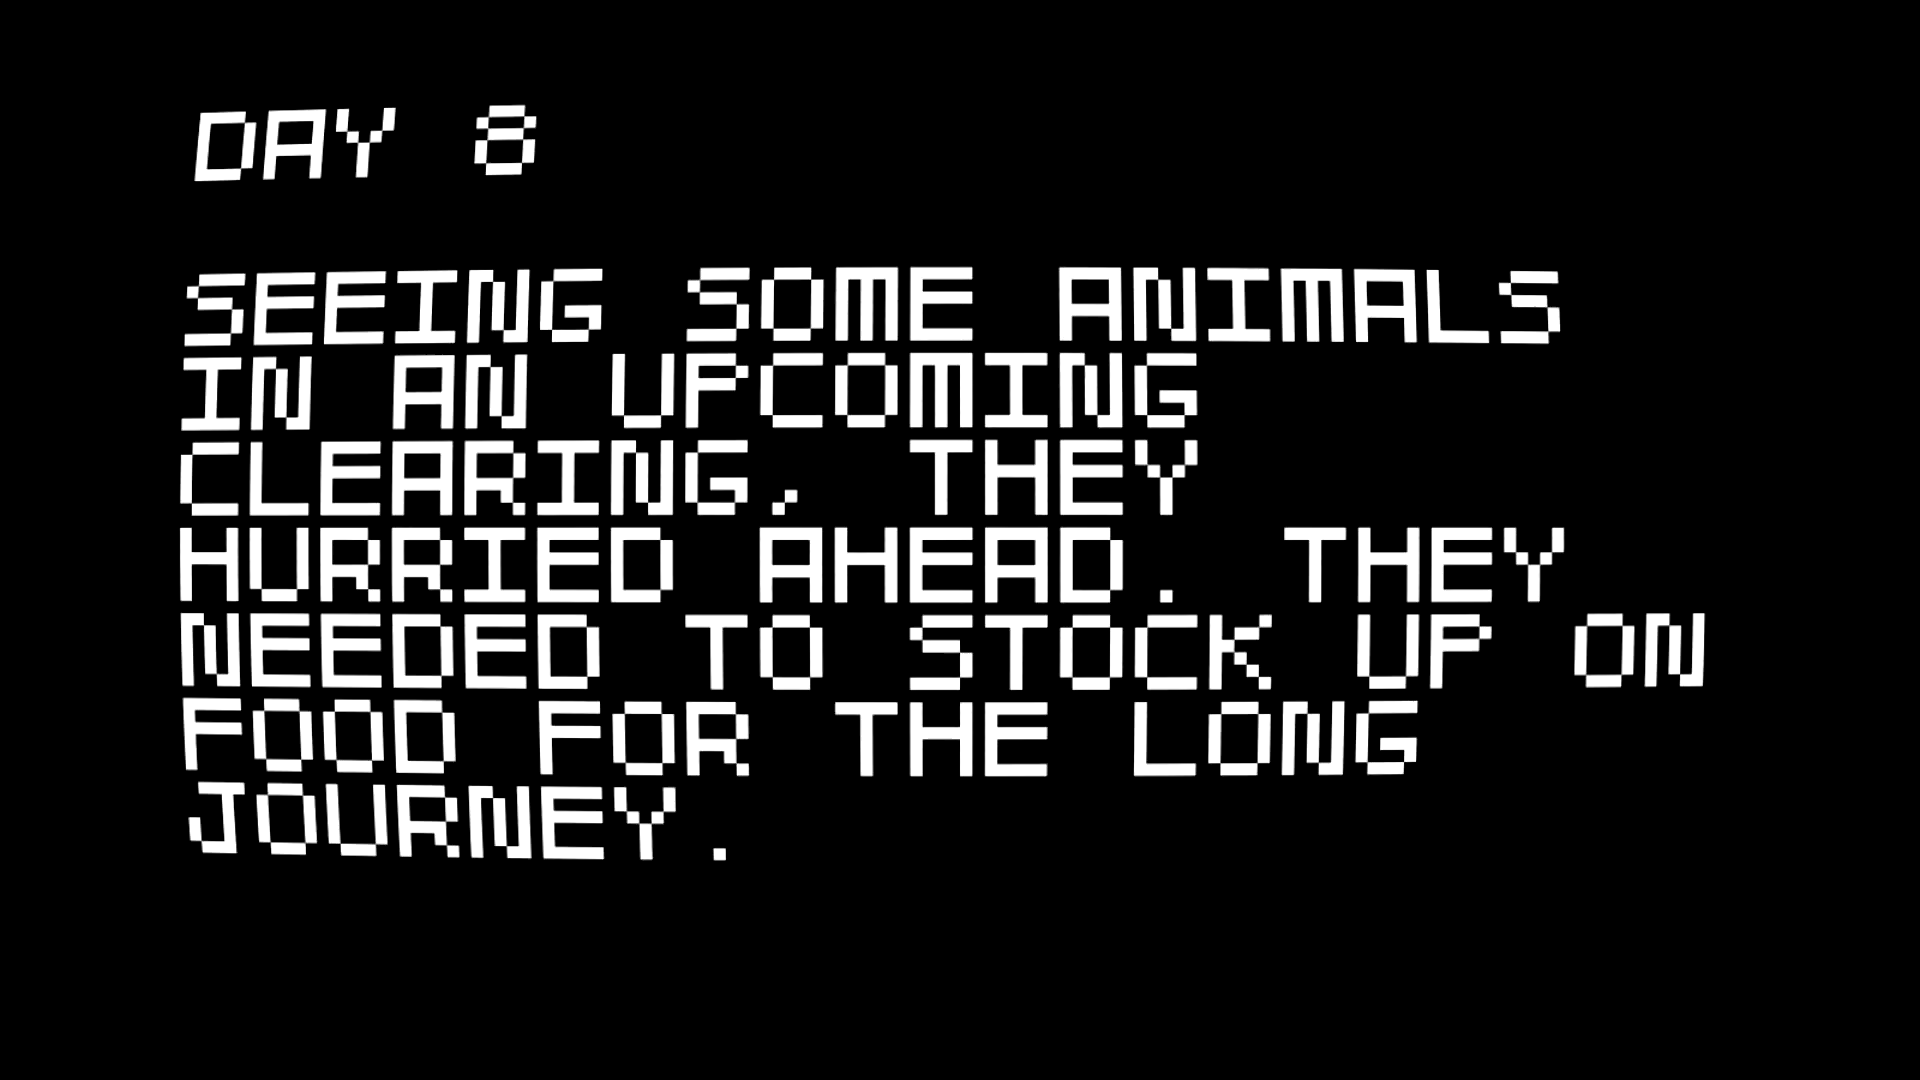 DAY 8
SEEING SOME ANIMALS
IN AN UPCOMING
CLEARING, THEY
HURRIED AHEAD. THEY
NEEDED TO STOCK UP ON
FOOD FOR THE LONG
JOURNEY.